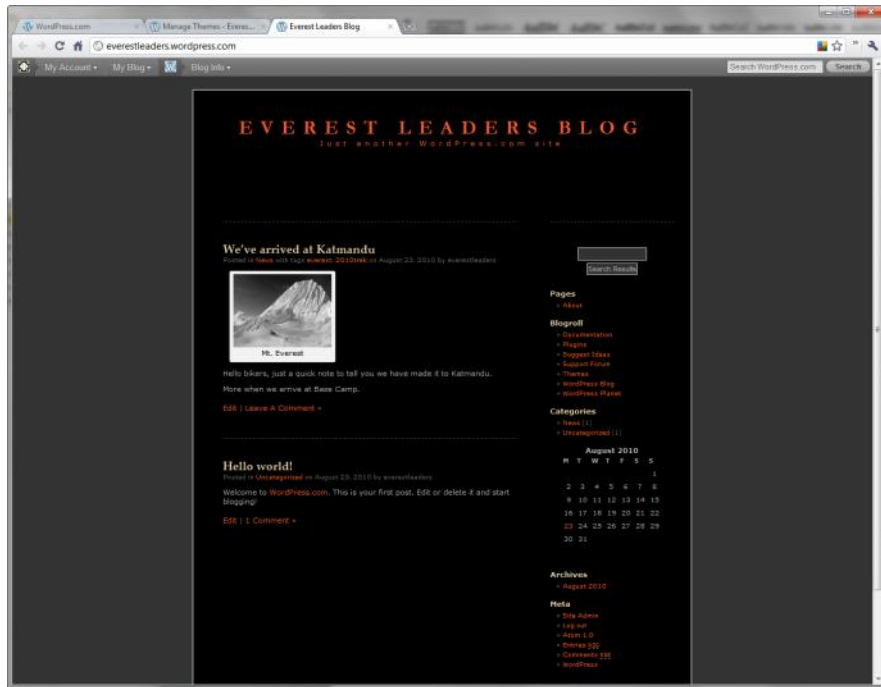 WordPress.com
Manage Themes ‹ Everes...
Everest Leaders Blog
everestleaders.wordpress.com
My Account
My Blog
Blog Info
Search WordPress.com
Search
EVEREST LEADERS BLOG
Just another WordPress.com site
We've arrived at Katmandu
Posted in News with tags everest, 2010trek on August 23, 2010 by everestleaders
Mt. Everest
Hello bikers, just a quick note to tell you we have made it to Katmandu.
More when we arrive at Base Camp.
Edit | Leave A Comment »
Hello world!
Posted in Uncategorized on August 23, 2010 by everestleaders
Welcome to WordPress.com. This is your first post. Edit or delete it and start
blogging!
Edit | 1 Comment »
Search Results
Pages
About
Blogroll
Documentation
Plugins
Suggest Ideas
Support Forum
Themes
WordPress Blog
WordPress Planet
Categories
News (1)
Uncategorized (1)
August 2010
M T W T F S S
1
2 3 4 5 6 7 8
9 10 11 12 13 14 15
16 17 18 19 20 21 22
23 24 25 26 27 28 29
30 31
Archives
August 2010
Meta
Site Admin
Log out
Atom 1.0
Entries RSS
Comments RSS
WordPress